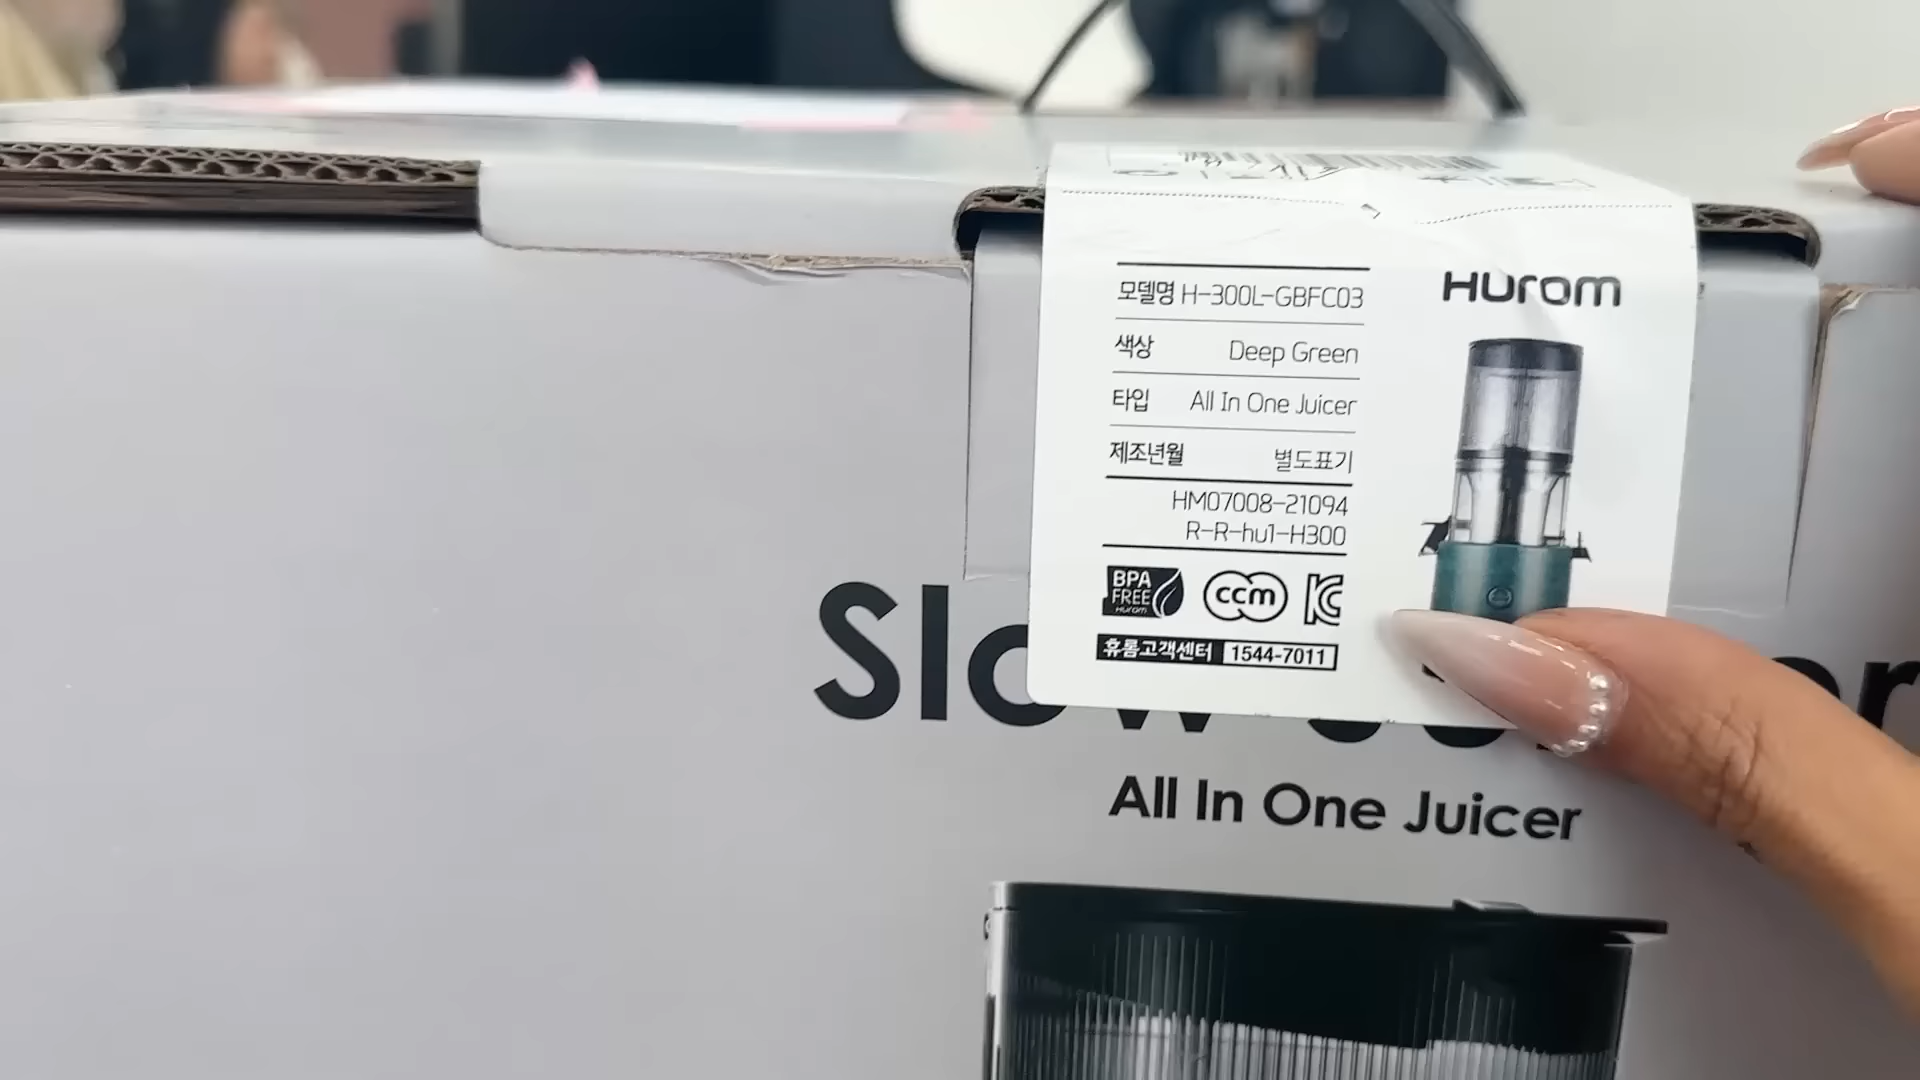 모델명 H-300L-GBFC03
색상 Deep Green
타입 All In One Juicer
제조년월 별도표기
HM07008-21094
R-R-hu1-H300
BPA
FREE
Hurom
ccm
휴롬고객센터 1544-7011
Hurom
All In One Juicer